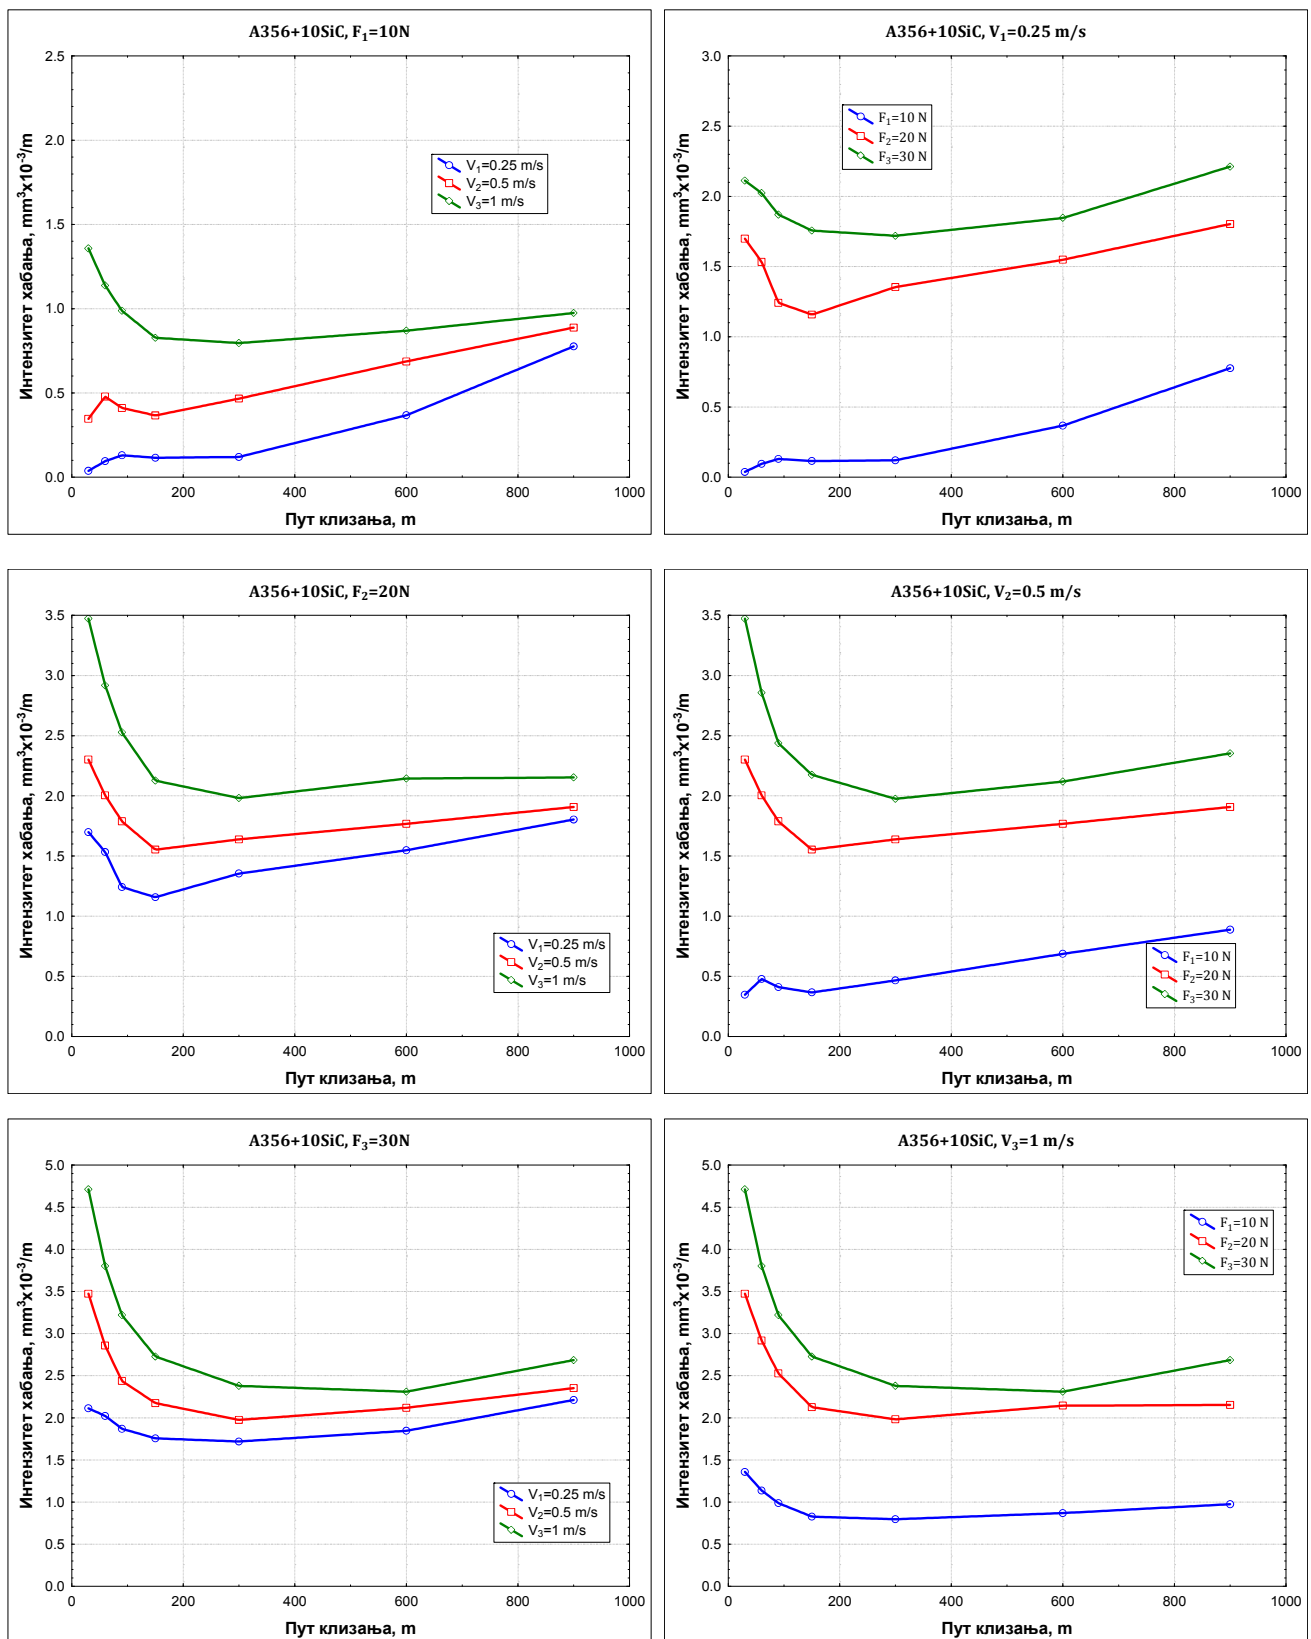 A356+10SiC, F₁=10N
Интензитет хабања, mm³x10⁻³/m
2.5
2.0
1.5
1.0
0.5
0.0
V₁=0.25 m/s
V₂=0.5 m/s
V₃=1 m/s
0 200 400 600 800 1000
Пут клизања, m
A356+10SiC, V₁=0.25 m/s
Интензитет хабања, mm³x10⁻³/m
3.0
2.5
2.0
1.5
1.0
0.5
0.0
F₁=10 N
F₂=20 N
F₃=30 N
0 200 400 600 800 1000
Пут клизања, m
A356+10SiC, F₂=20N
Интензитет хабања, mm³x10⁻³/m
3.5
3.0
2.5
2.0
1.5
1.0
0.5
0.0
V₁=0.25 m/s
V₂=0.5 m/s
V₃=1 m/s
0 200 400 600 800 1000
Пут клизања, m
A356+10SiC, V₂=0.5 m/s
Интензитет хабања, mm³x10⁻³/m
3.5
3.0
2.5
2.0
1.5
1.0
0.5
0.0
F₁=10 N
F₂=20 N
F₃=30 N
0 200 400 600 800 1000
Пут клизања, m
A356+10SiC, F₃=30N
Интензитет хабања, mm³x10⁻³/m
5.0
4.5
4.0
3.5
3.0
2.5
2.0
1.5
1.0
0.5
0.0
V₁=0.25 m/s
V₂=0.5 m/s
V₃=1 m/s
0 200 400 600 800 1000
Пут клизања, m
A356+10SiC, V₃=1 m/s
Интензитет хабања, mm³x10⁻³/m
5.0
4.5
4.0
3.5
3.0
2.5
2.0
1.5
1.0
0.5
0.0
F₁=10 N
F₂=20 N
F₃=30 N
0 200 400 600 800 1000
Пут клизања, m